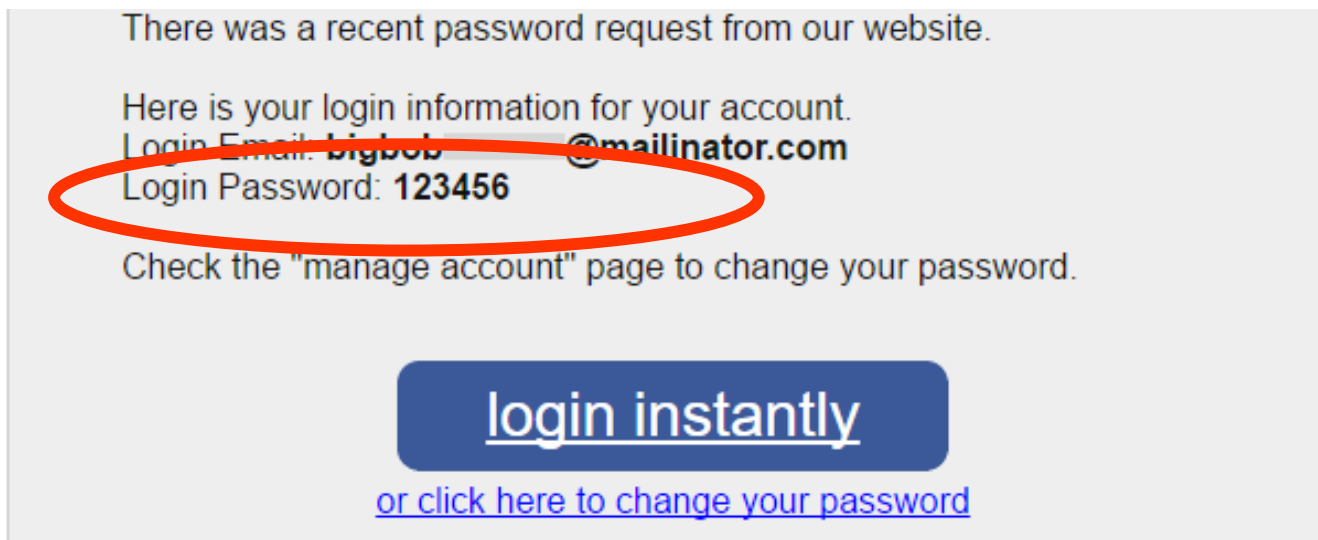 There was a recent password request from our website.
Here is your login information for your account.
Login Email: bigbob @mailinator.com
Login Password: 123456
Check the "manage account" page to change your password.
login instantly
or click here to change your password